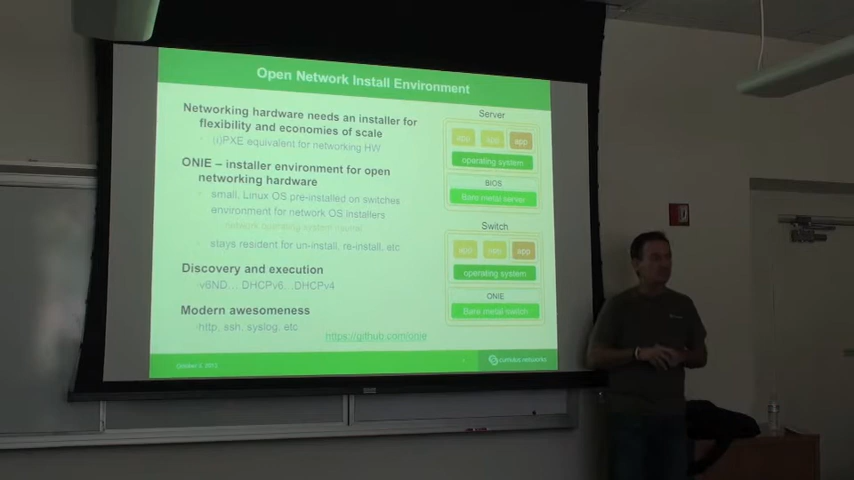 Open Network Install Environment
Networking hardware needs an installer for
flexibility and economies of scale
(i)PXE equivalent for networking HW
ONIE – installer environment for open
networking hardware
small, Linux OS pre-installed on switches
environment for network OS installers
stays resident for un-install, re-install, etc
Discovery and execution
v6ND… DHCPv6…DHCPv4
Modern awesomeness
http, ssh, syslog, etc
https://github.com/onie
Server
app app app
operating system
BIOS
Bare metal server
Switch
app app app
operating system
ONIE
Bare metal switch
cumulus networks